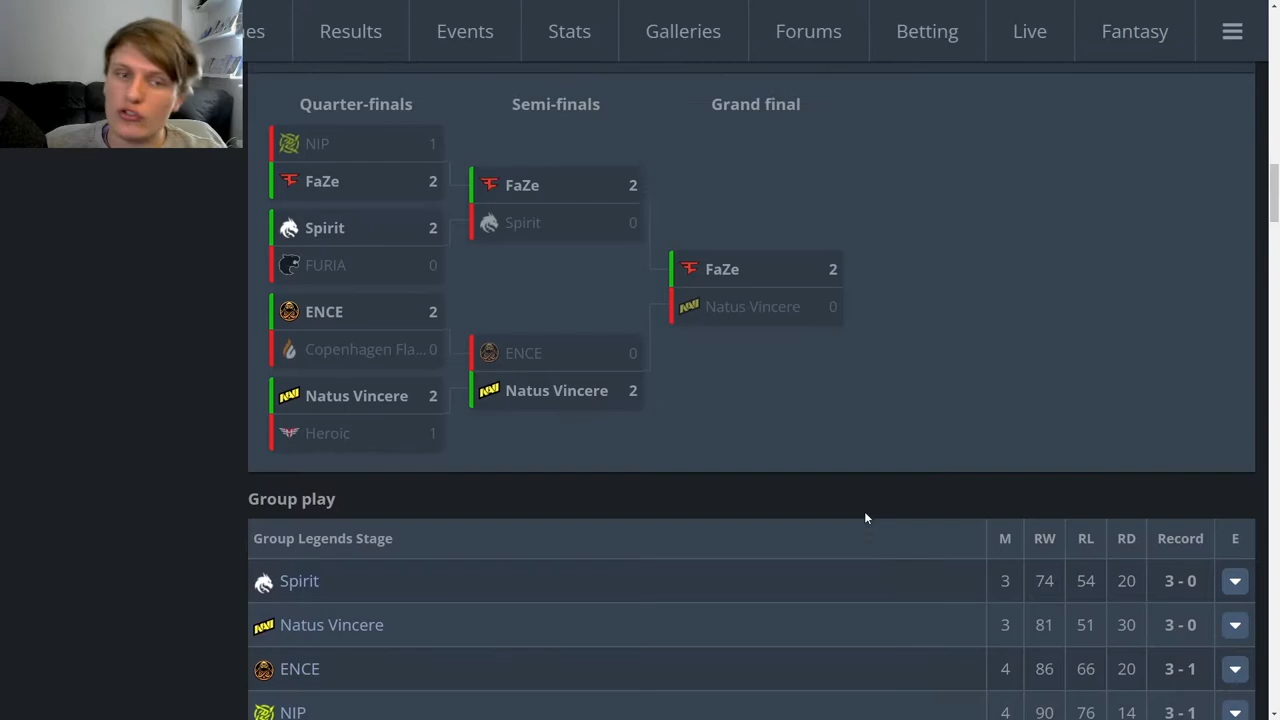 es Results Events Stats Galleries Forums Betting Live Fantasy
Quarter-finals Semi-finals Grand final
NIP 1
FaZe 2
Spirit 2
FURIA 0
ENCE 2
Copenhagen Fla... 0
Natus Vincere 2
Heroic 1
FaZe 2
Spirit 0
ENCE 0
Natus Vincere 2
FaZe 2
Natus Vincere 0
Group play
Group Legends Stage M RW RL RD Record E
Spirit 3 74 54 20 3 - 0
Natus Vincere 3 81 51 30 3 - 0
ENCE 4 86 66 20 3 - 1
NIP 4 90 76 14 3 - 1